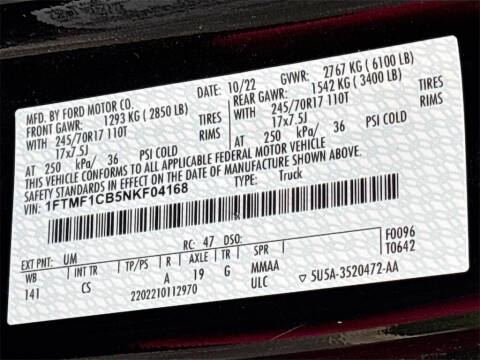 MFD. BY FORD MOTOR CO.
DATE: 10/22 GVWR: 2767 KG (6100 LB)
FRONT GAWR: 1293 KG (2850 LB) REAR GAWR: 1542 KG (3400 LB)
WITH 245/70R17 110T TIRES WITH 245/70R17 110T TIRES
17x7.5J RIMS 17x7.5J RIMS
AT 250 kPa/ 36 PSI COLD AT 250 kPa/ 36 PSI COLD
THIS VEHICLE CONFORMS TO ALL APPLICABLE FEDERAL MOTOR VEHICLE
SAFETY STANDARDS IN EFFECT ON THE DATE OF MANUFACTURE SHOWN ABOVE.
VIN: 1FTMF1CB5NKF04168 TYPE: Truck
F0096
T0642
EXT PNT: UM RC: 47 DSO:
WB INT TR TP/PS R A TR SPR
141 CS A 19 G MMAA
2202210112970 ULC ▽ 5U5A-3520472-AA